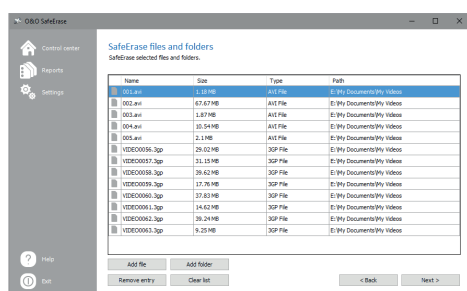 O&O SafeErase
Control center
Reports
Settings
Help
Exit
SafeErase files and folders
SafeErase selected files and folders.
Name Size Type Path
001.avi 1.18 MB AVI File E:\My Documents\My Videos
002.avi 67.67 MB AVI File E:\My Documents\My Videos
003.avi 1.87 MB AVI File E:\My Documents\My Videos
004.avi 10.54 MB AVI File E:\My Documents\My Videos
005.avi 2.1 MB AVI File E:\My Documents\My Videos
VIDEO0056.3gp 29.02 MB 3GP File E:\My Documents\My Videos
VIDEO0057.3gp 31.15 MB 3GP File E:\My Documents\My Videos
VIDEO0058.3gp 39.62 MB 3GP File E:\My Documents\My Videos
VIDEO0059.3gp 17.76 MB 3GP File E:\My Documents\My Videos
VIDEO0060.3gp 37.83 MB 3GP File E:\My Documents\My Videos
VIDEO0061.3gp 14.62 MB 3GP File E:\My Documents\My Videos
VIDEO0062.3gp 39.24 MB 3GP File E:\My Documents\My Videos
VIDEO0063.3gp 9.25 MB 3GP File E:\My Documents\My Videos
Add file Add folder
Remove entry Clear list < Back Next >